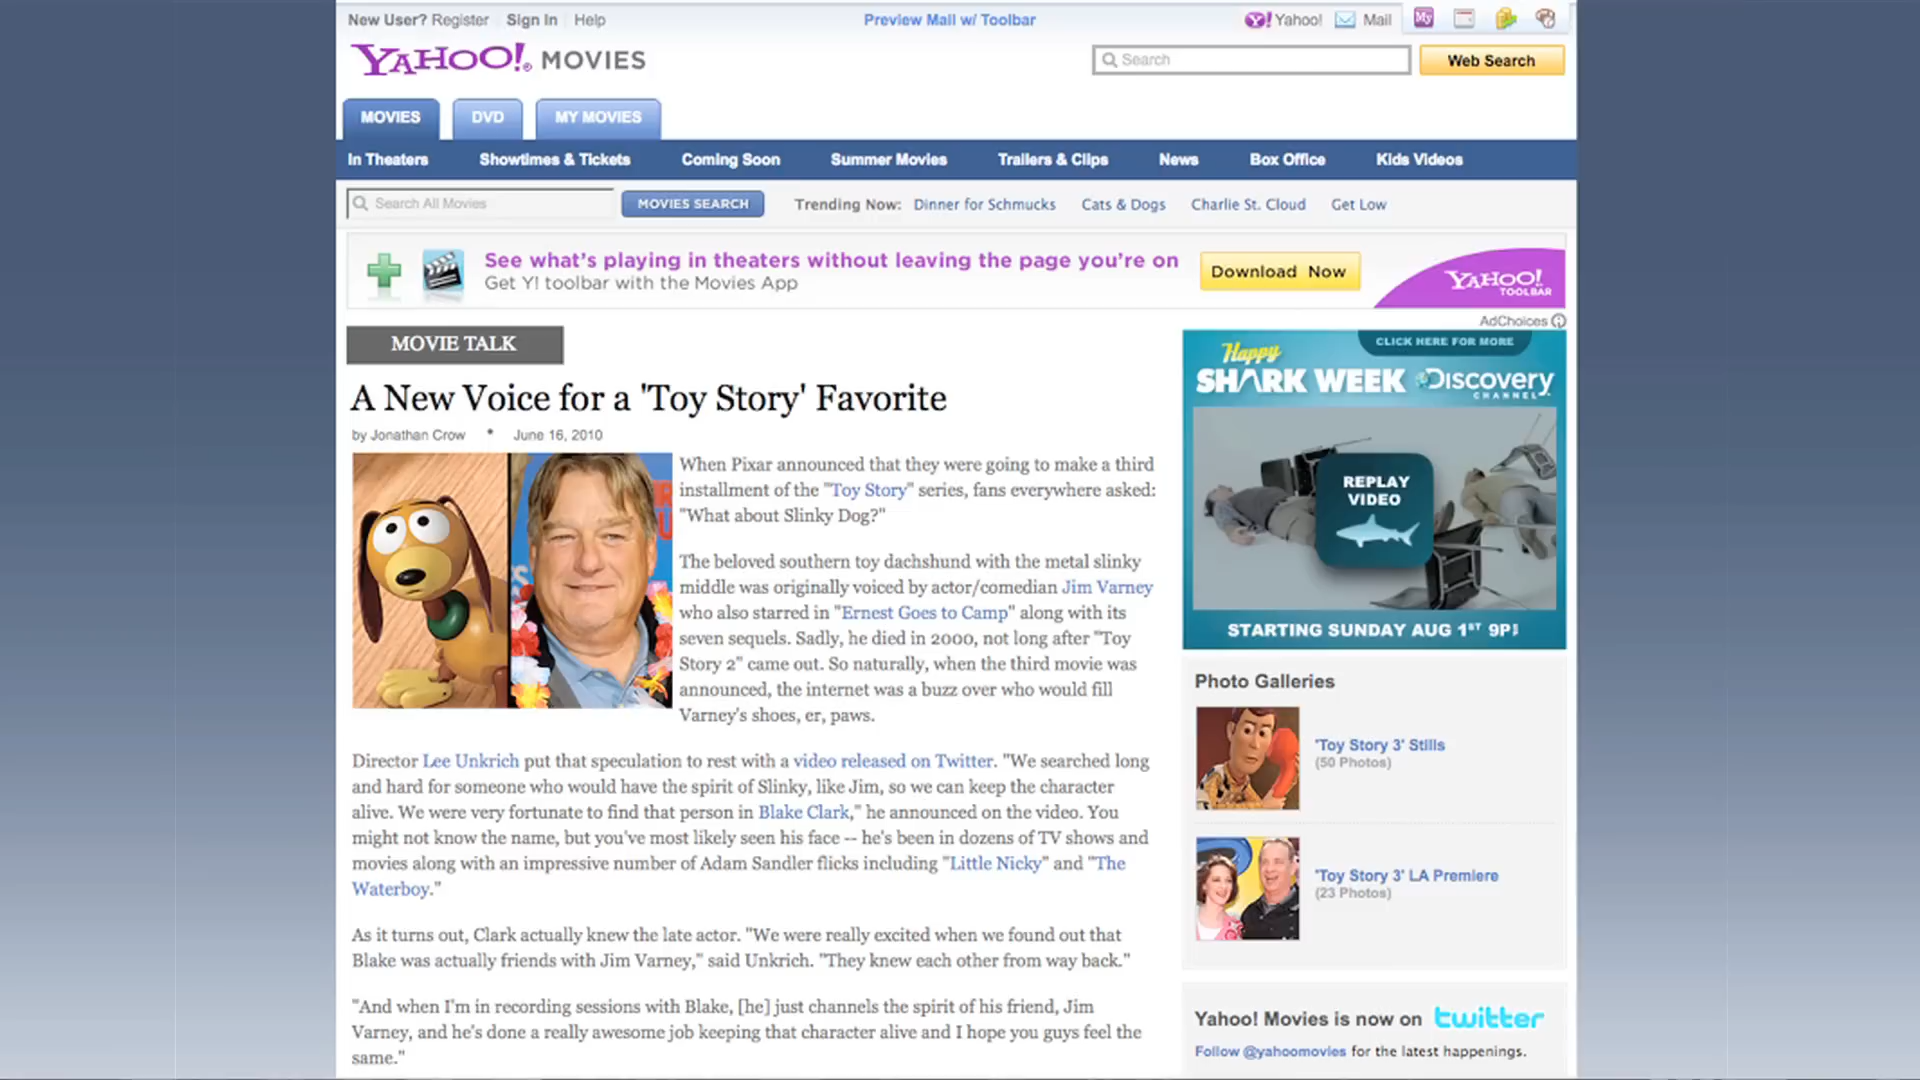 New User? Register Sign In Help
Preview Mail w/ Toolbar
Y! Yahoo! Mail My
YAHOO! MOVIES
Search
Web Search
MOVIES DVD MY MOVIES
In Theaters Showtimes & Tickets Coming Soon Summer Movies Trailers & Clips News Box Office Kids Videos
Search All Movies MOVIES SEARCH Trending Now: Dinner for Schmucks Cats & Dogs Charlie St. Cloud Get Low
See what's playing in theaters without leaving the page you're on
Get Y! toolbar with the Movies App
Download Now
YAHOO!
TOOLBAR
AdChoices
MOVIE TALK
A New Voice for a 'Toy Story' Favorite
by Jonathan Crow • June 16, 2010
When Pixar announced that they were going to make a third
installment of the "Toy Story" series, fans everywhere asked:
"What about Slinky Dog?"
The beloved southern toy dachshund with the metal slinky
middle was originally voiced by actor/comedian Jim Varney
who also starred in "Ernest Goes to Camp" along with its
seven sequels. Sadly, he died in 2000, not long after "Toy
Story 2" came out. So naturally, when the third movie was
announced, the internet was a buzz over who would fill
Varney's shoes, er, paws.
Director Lee Unkrich put that speculation to rest with a video released on Twitter. "We searched long
and hard for someone who would have the spirit of Slinky, like Jim, so we can keep the character
alive. We were very fortunate to find that person in Blake Clark," he announced on the video. You
might not know the name, but you've most likely seen his face -- he's been in dozens of TV shows and
movies along with an impressive number of Adam Sandler flicks including "Little Nicky" and "The
Waterboy."
As it turns out, Clark actually knew the late actor. "We were really excited when we found out that
Blake was actually friends with Jim Varney," said Unkrich. "They knew each other from way back."
"And when I'm in recording sessions with Blake, [he] just channels the spirit of his friend, Jim
Varney, and he's done a really awesome job keeping that character alive and I hope you guys feel the
same."
CLICK HERE FOR MORE
Happy
SHARK WEEK Discovery
CHANNEL
REPLAY
VIDEO
STARTING SUNDAY AUG 1ST 9P
Photo Galleries
'Toy Story 3' Stills
(50 Photos)
'Toy Story 3' LA Premiere
(23 Photos)
Yahoo! Movies is now on twitter
Follow @yahoomovies for the latest happenings.